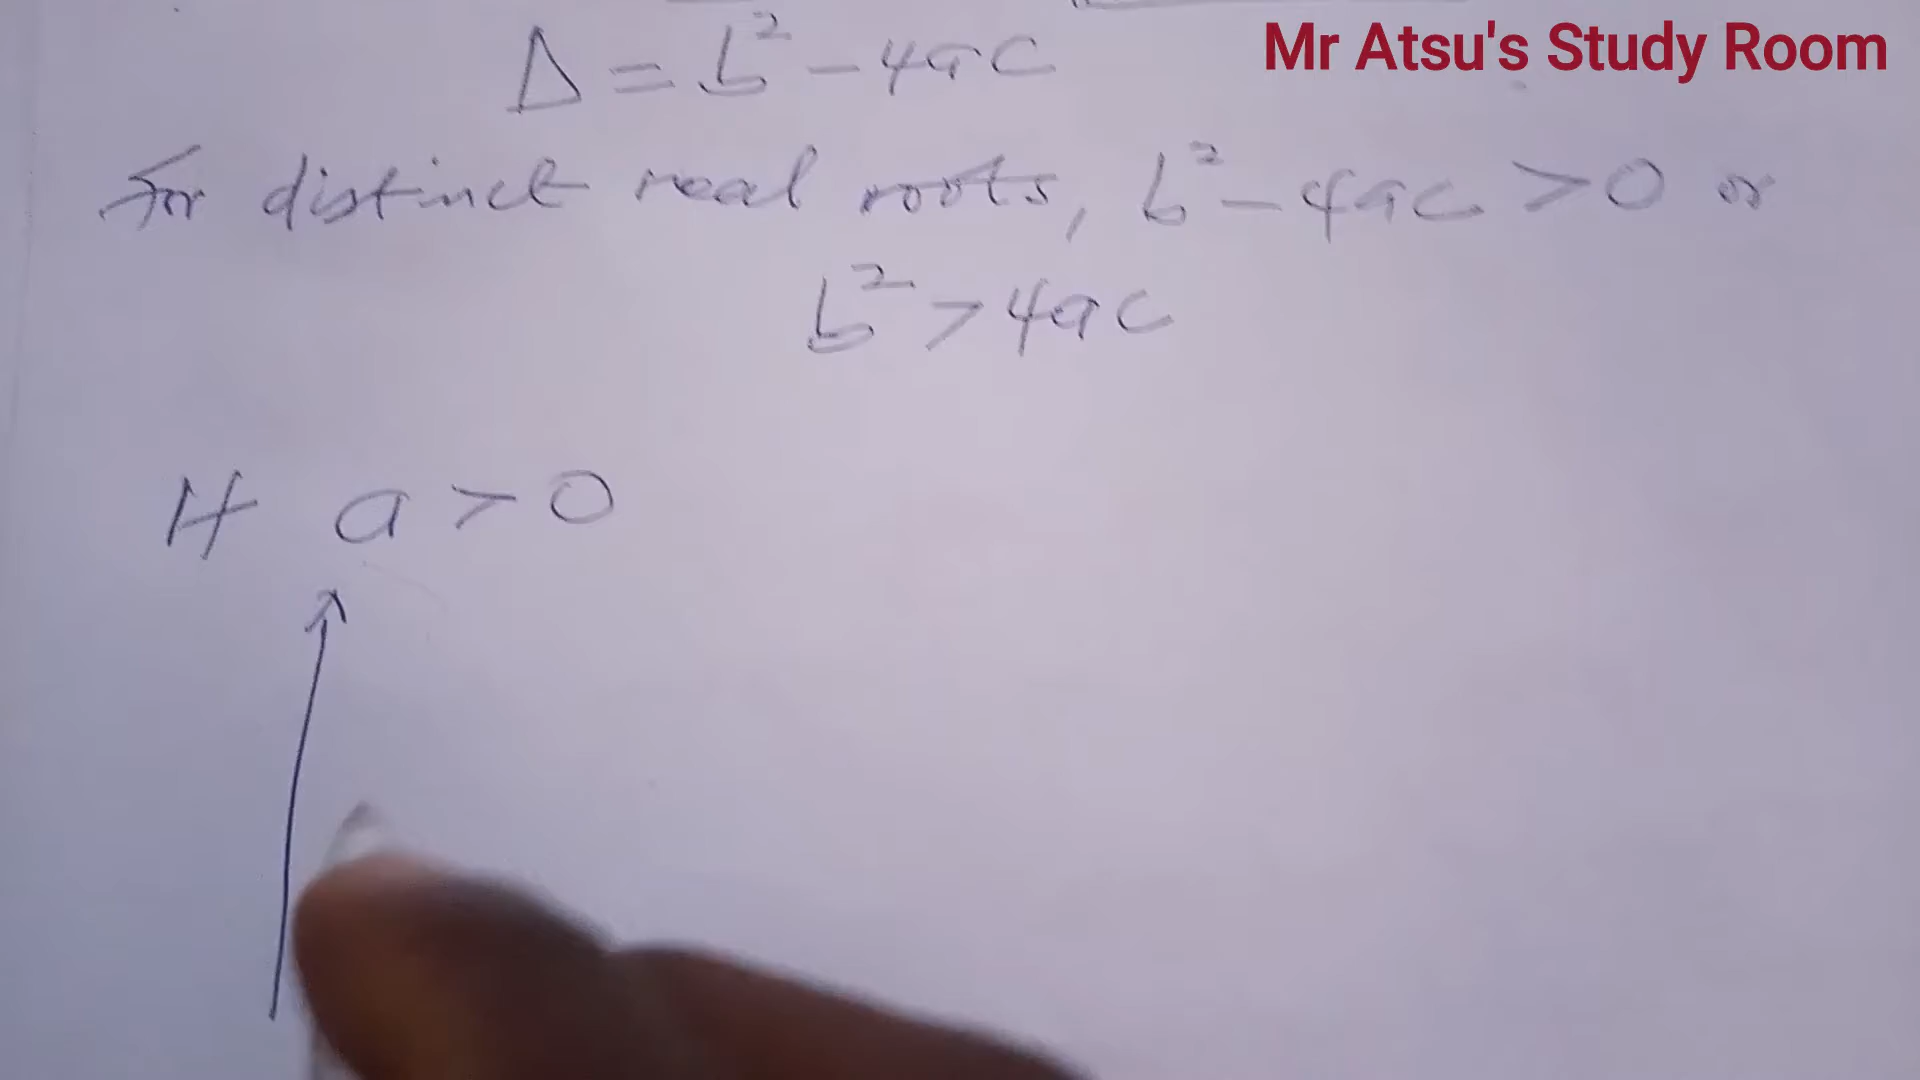 Mr Atsu's Study Room
Δ = b² - 4ac
For distinct real roots, b² - 4ac > 0 or
b² > 4ac
If a > 0